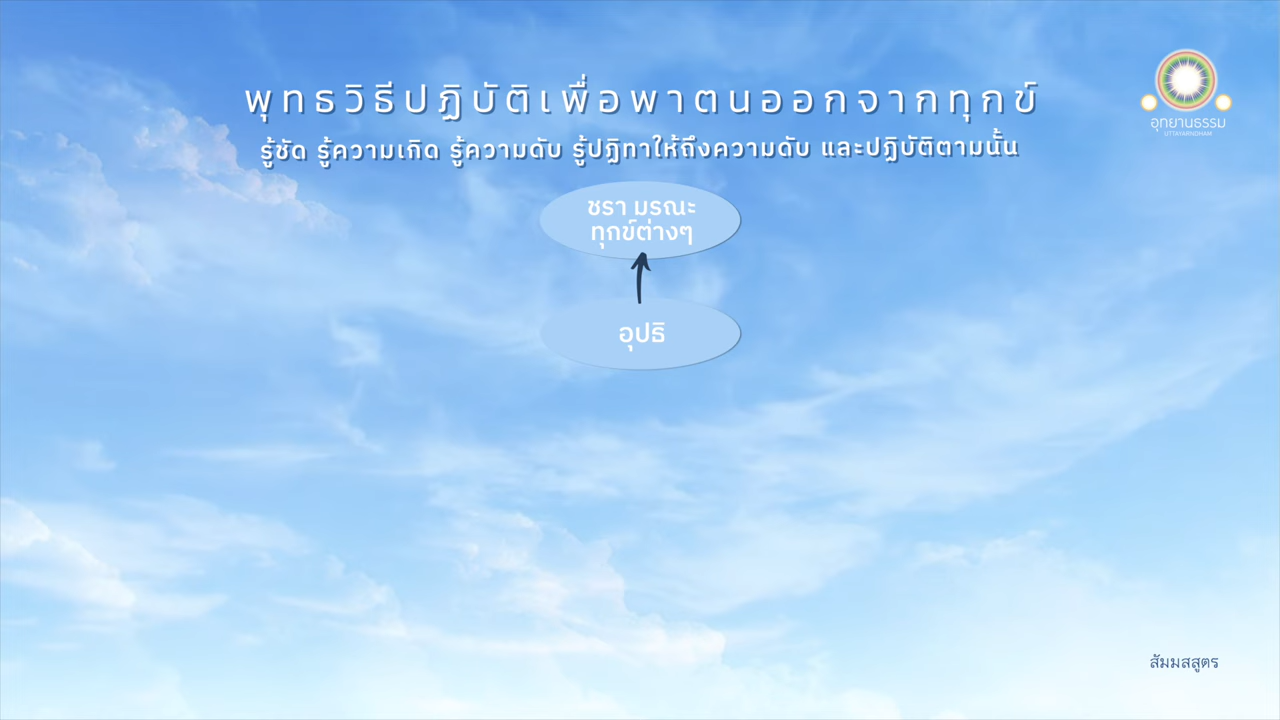 พุทธวิธีปฏิบัติเพื่อพาตนออกจากทุกข์
รู้ชัด รู้ความเกิด รู้ความดับ รู้ปฏิทาให้ถึงความดับ และปฏิบัติตามนั้น
อุทยานธรรม
UTTAYARNDHAM
ชรา มรณะ
ทุกข์ต่างๆ
อุปธิ
สัมมสสูตร